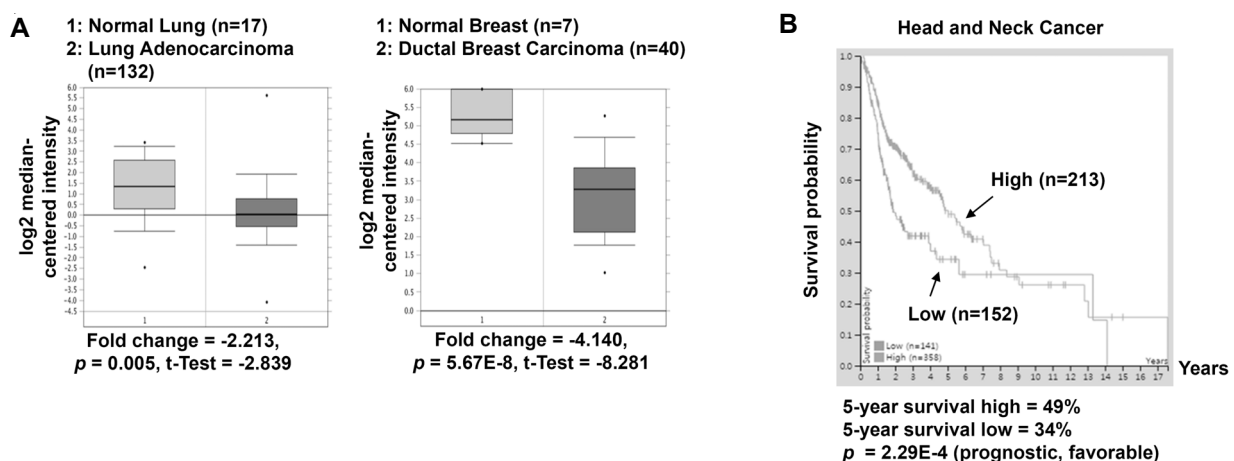 A
1: Normal Lung (n=17)
2: Lung Adenocarcinoma
(n=132)
log2 median-
centered intensity
6.0
5.5
5.0
4.5
4.0
3.5
3.0
2.5
2.0
1.5
1.0
0.5
0.0
-0.5
-1.0
-1.5
-2.0
-2.5
-3.0
-3.5
-4.0
-4.5
1
2
Fold change = -2.213,
p = 0.005, t-Test = -2.839
1: Normal Breast (n=7)
2: Ductal Breast Carcinoma (n=40)
log2 median-
centered intensity
6.0
5.5
5.0
4.5
4.0
3.5
3.0
2.5
2.0
1.5
1.0
0.5
0.0
1
2
Fold change = -4.140,
p = 5.67E-8, t-Test = -8.281
B
Head and Neck Cancer
Survival probability
1.0
0.9
0.8
0.7
0.6
0.5
0.4
0.3
0.2
0.1
0.0
High (n=213)
Low (n=152)
Survival probability
Low (n=141)
High (n=358)
Years
0 1 2 3 4 5 6 7 8 9 10 11 12 13 14 15 16 17
Years
5-year survival high = 49%
5-year survival low = 34%
p = 2.29E-4 (prognostic, favorable)